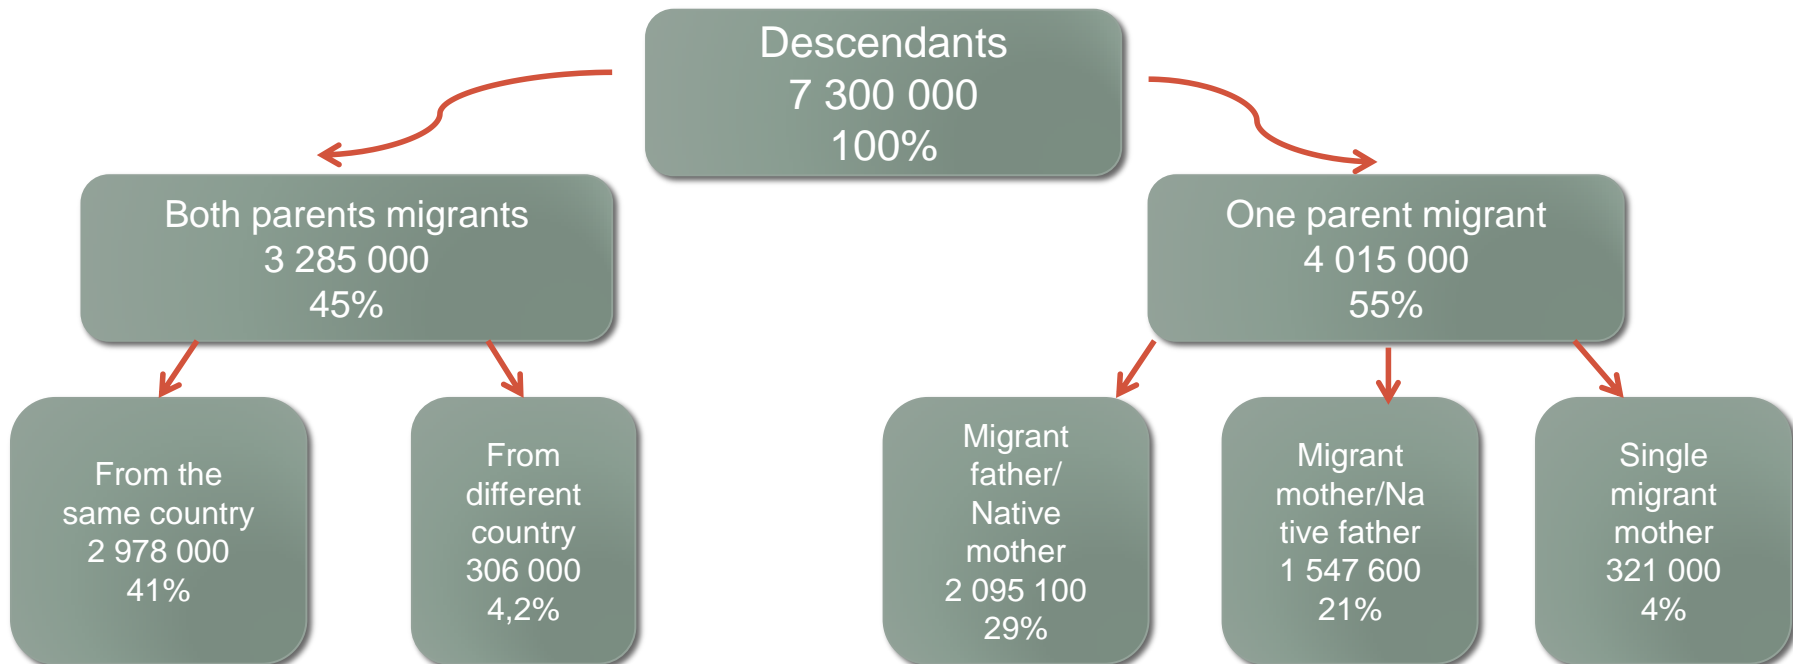 Descendants
7 300 000
100%
Both parents migrants
3 285 000
45%
One parent migrant
4 015 000
55%
From the
same country
2 978 000
41%
From
different
country
306 000
4,2%
Migrant
father/
Native
mother
2 095 100
29%
Migrant
mother/Na
tive father
1 547 600
21%
Single
migrant
mother
321 000
4%